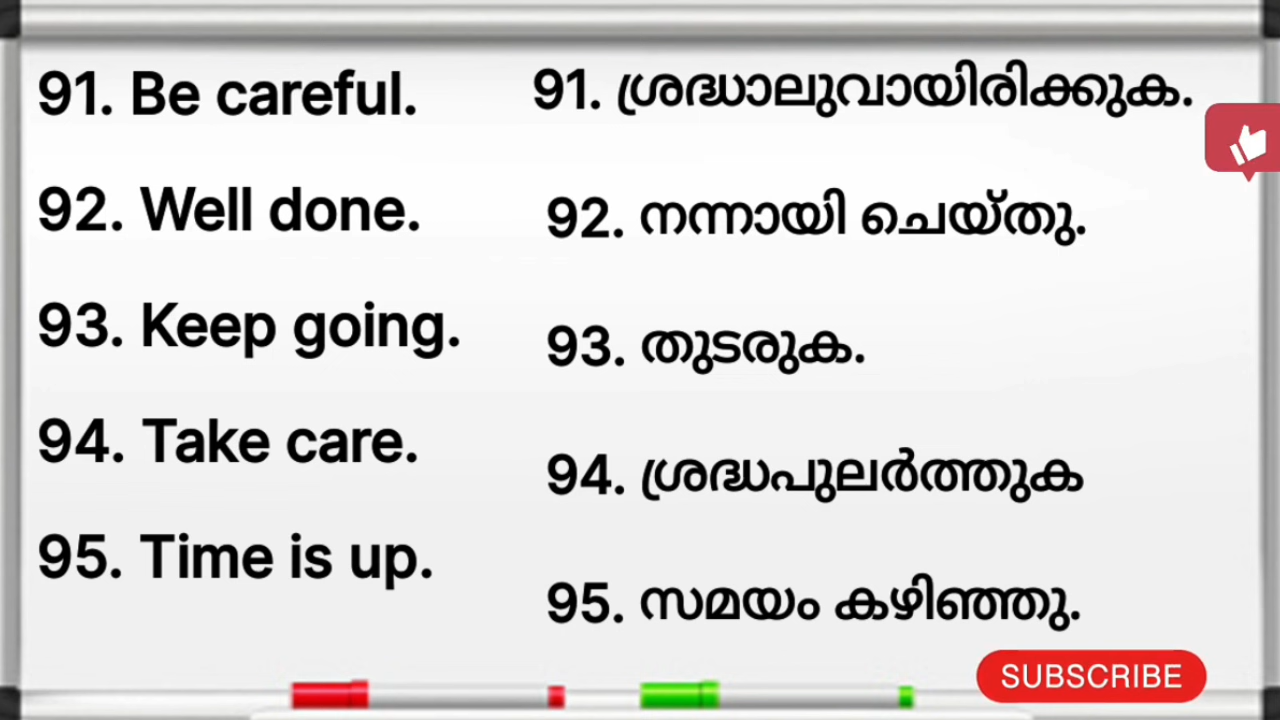 91. Be careful.
91. ശ്രദ്ധാലുവായിരിക്കുക.
92. Well done.
92. നന്നായി ചെയ്തു.
93. Keep going.
93. തുടരുക.
94. Take care.
94. ശ്രദ്ധപുലർത്തുക
95. Time is up.
95. സമയം കഴിഞ്ഞു.
SUBSCRIBE